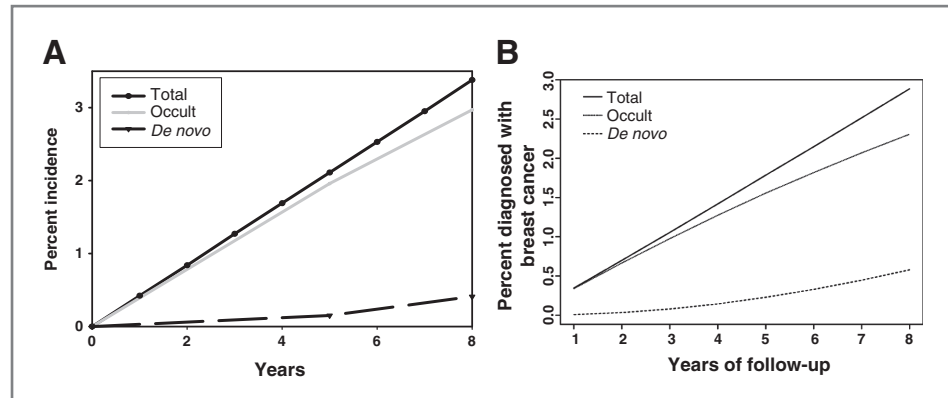 A
Total
Occult
De novo
Percent incidence
3
2
1
0
0 2 4 6 8
Years
B
Total
Occult
De novo
Percent diagnosed with
breast cancer
3.0
2.5
2.0
1.5
1.0
0.5
0.0
1 2 3 4 5 6 7 8
Years of follow-up